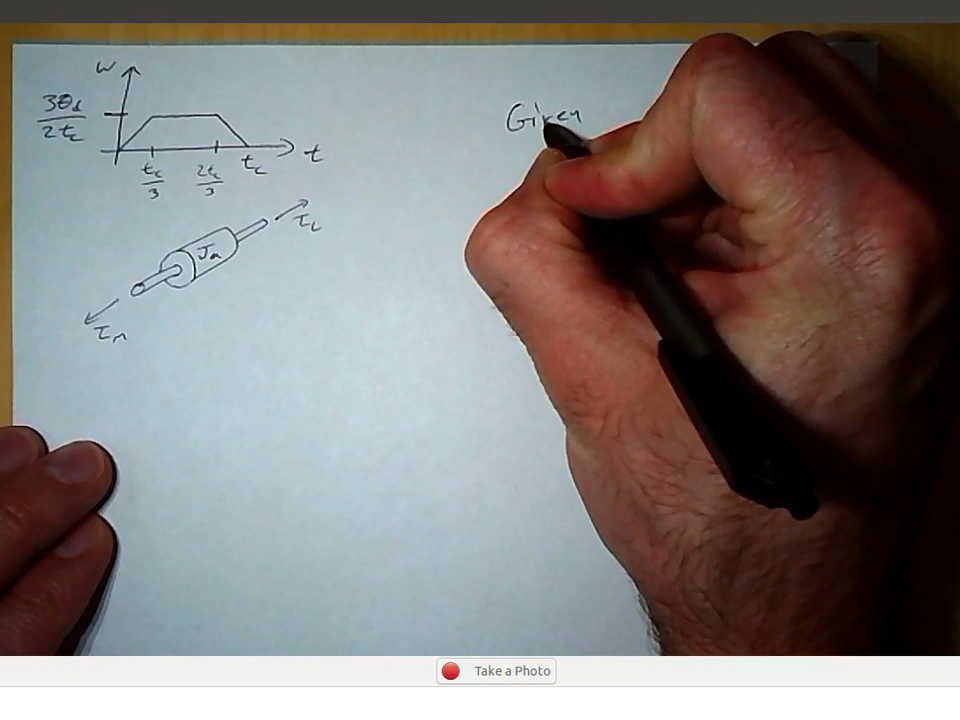 ω
3θd
2tc
t
tc
3
2tc
3
tc
Given
Ja
τL
τm
Take a Photo